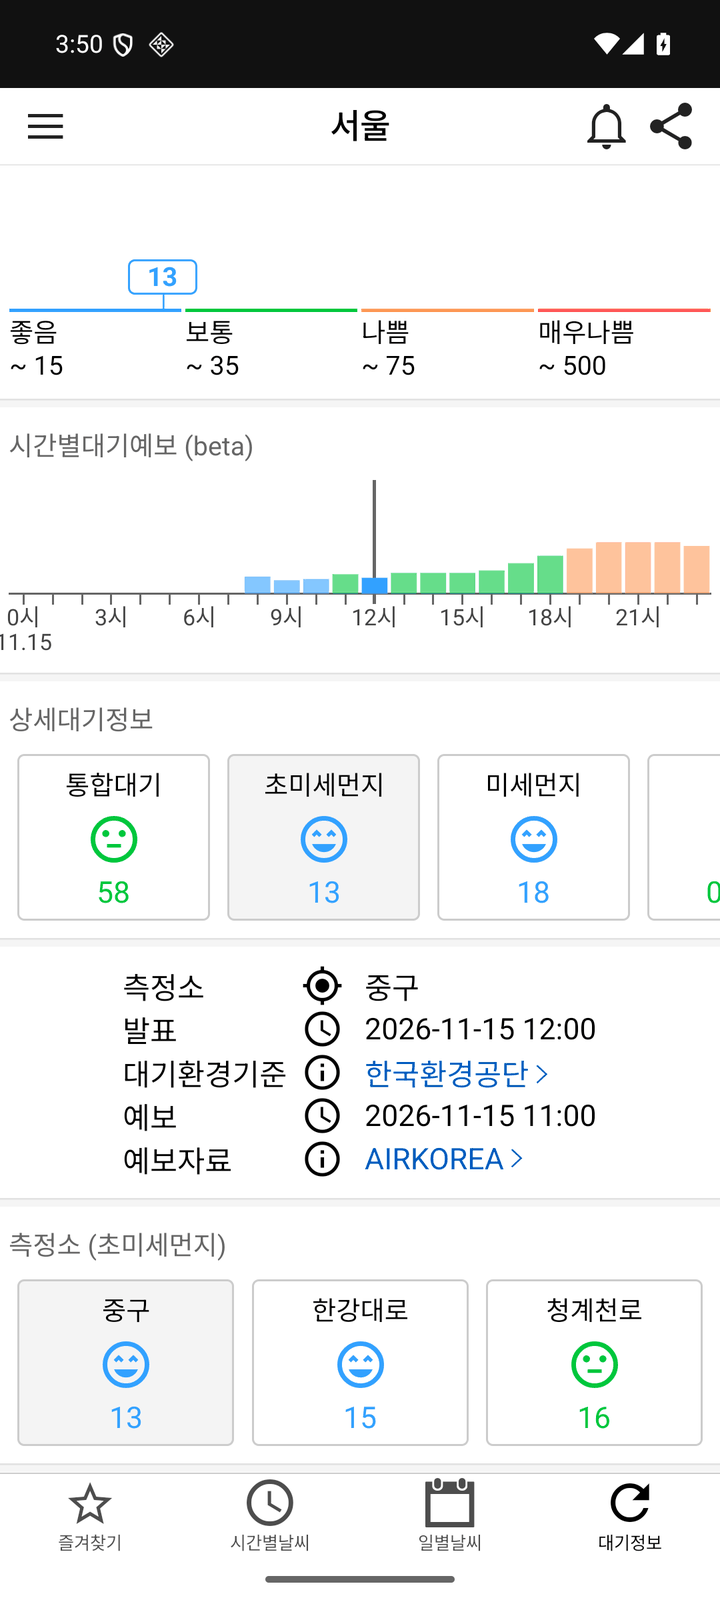 3:50
서울
13
좋음 보통 나쁨 매우나쁨
~ 15 ~ 35 ~ 75 ~ 500
시간별대기예보 (beta)
0시 3시 6시 9시 12시 15시 18시 21시
11.15
상세대기정보
통합대기 초미세먼지 미세먼지
58 13 18 0
측정소 중구
발표 2026-11-15 12:00
대기환경기준 한국환경공단 >
예보 2026-11-15 11:00
예보자료 AIRKOREA >
측정소 (초미세먼지)
중구 한강대로 청계천로
13 15 16
즐겨찾기 시간별날씨 일별날씨 대기정보